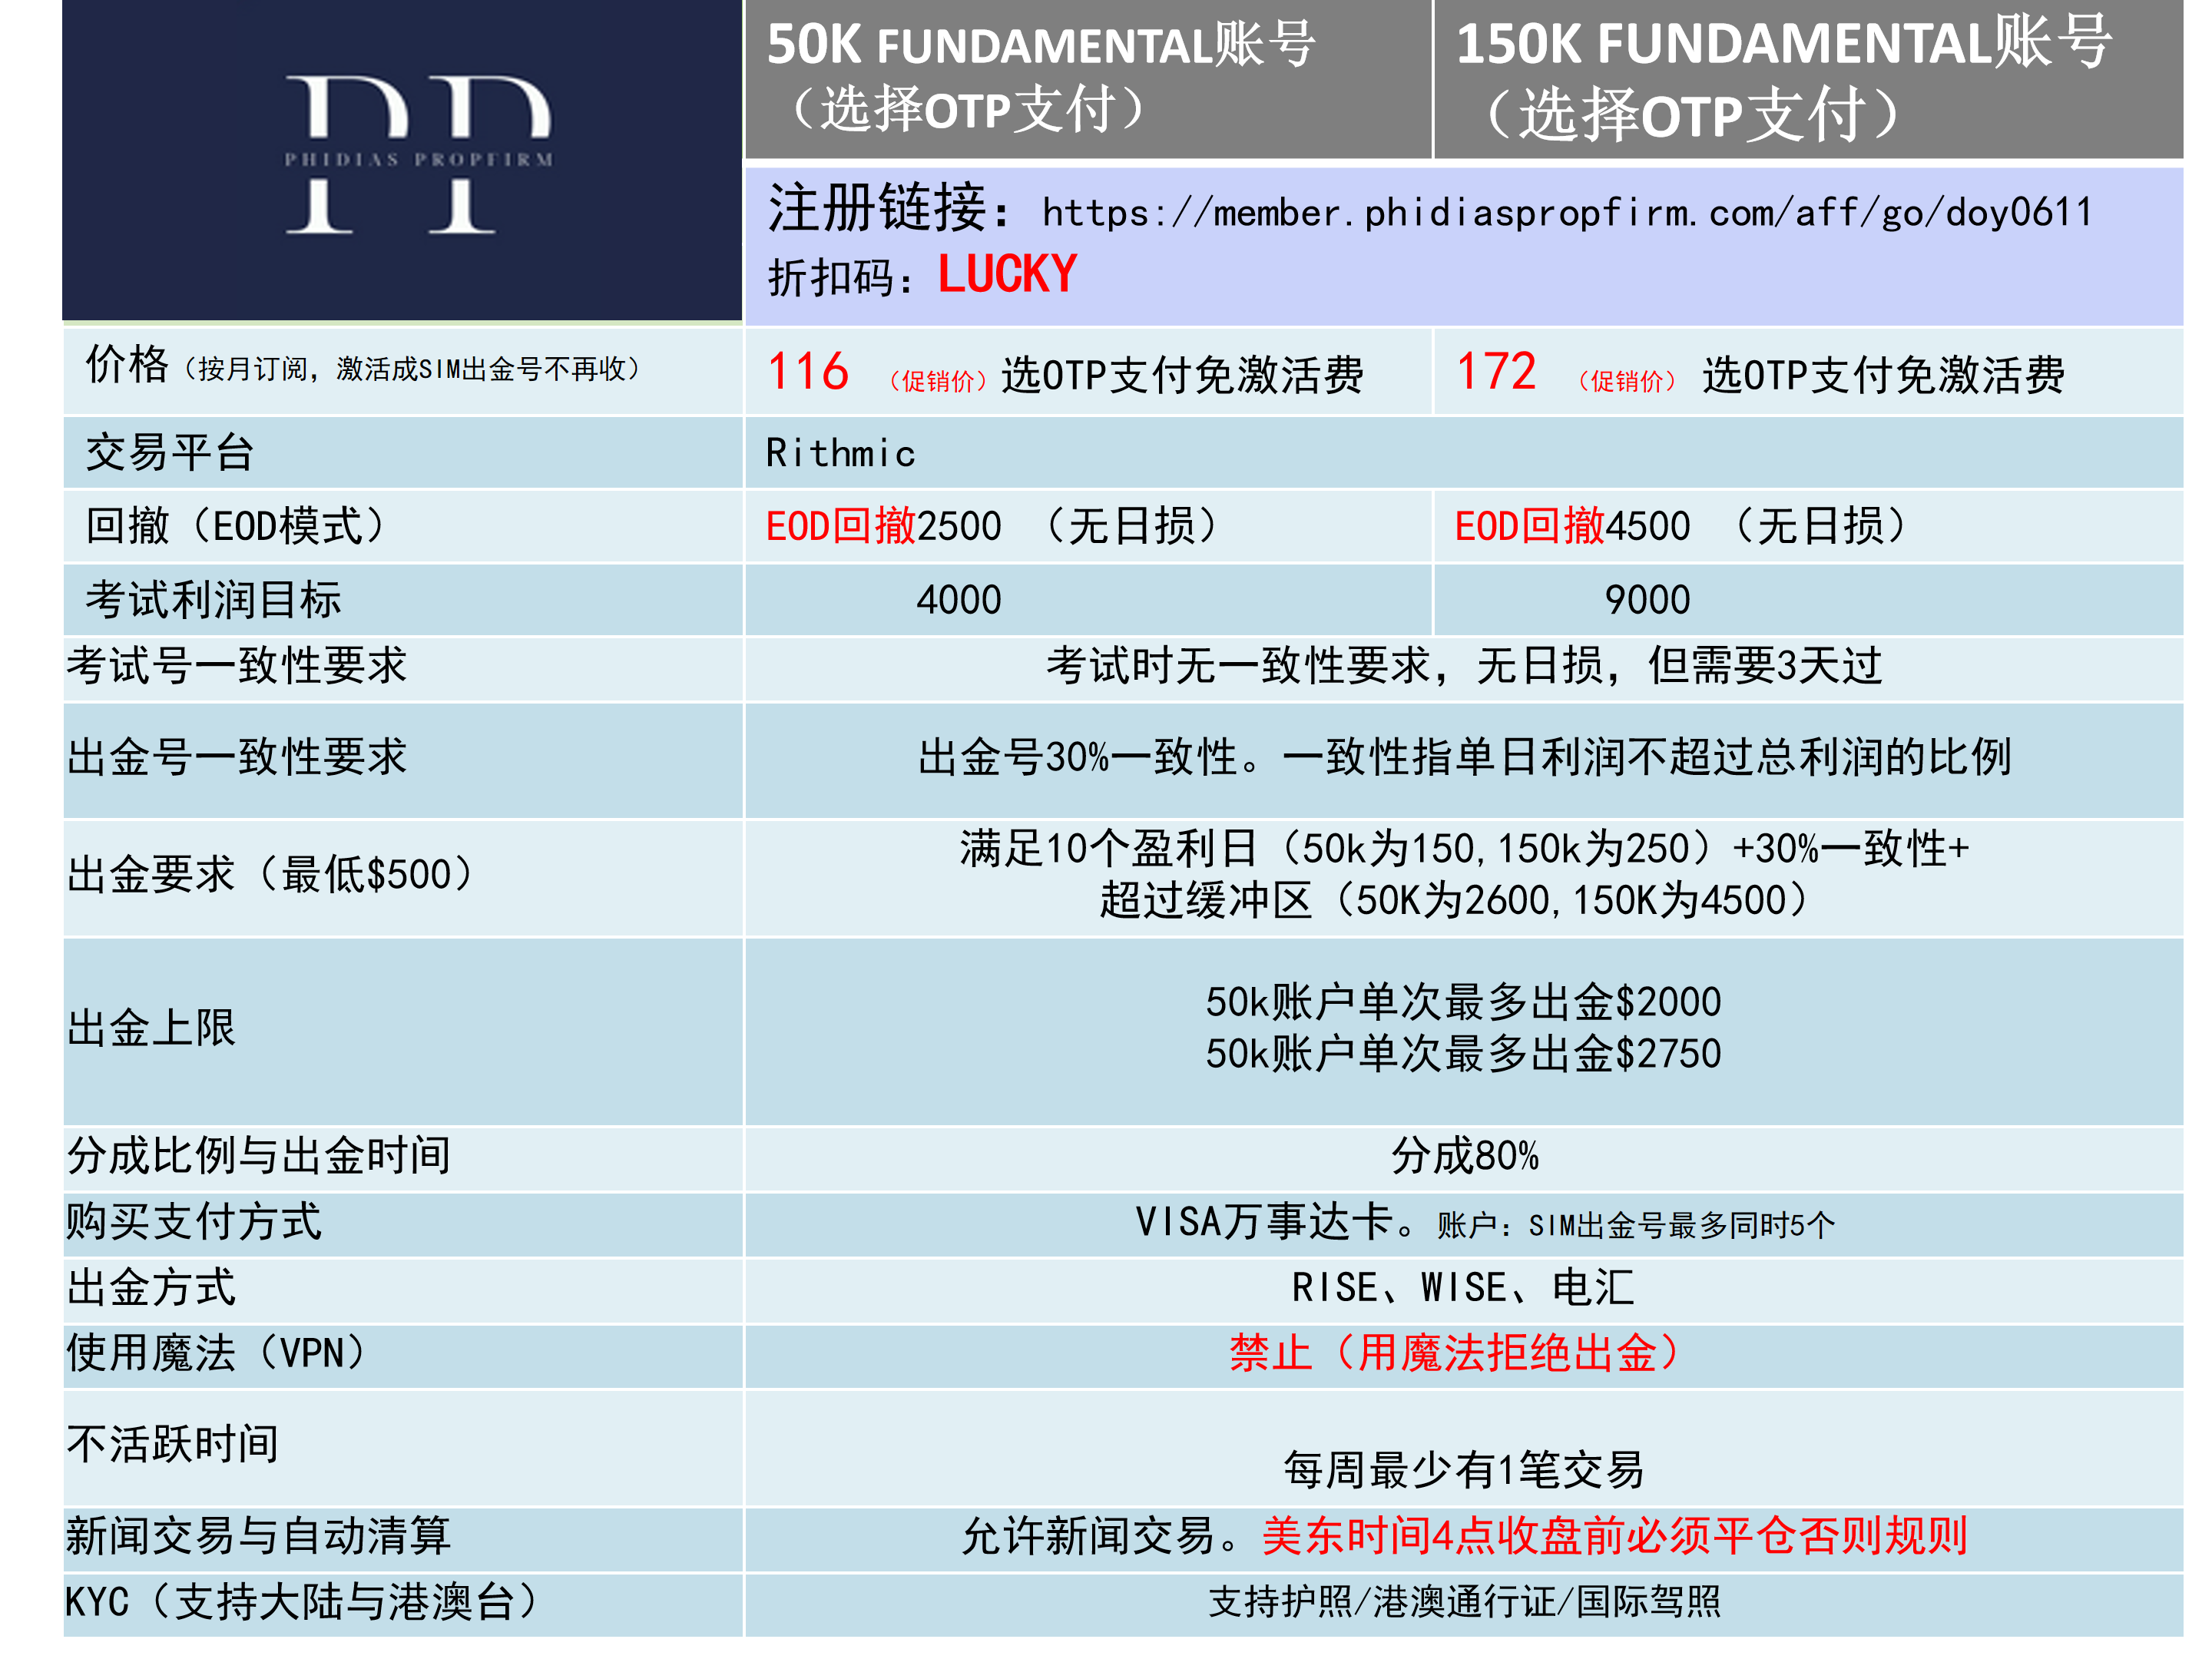 PHIDIAS PROPFIRM
50K FUNDAMENTAL账号
（选择OTP支付）
150K FUNDAMENTAL账号
（选择OTP支付）
注册链接：https://member.phidiaspropfirm.com/aff/go/doy0611
折扣码：LUCKY
价格（按月订阅，激活成SIM出金号不再收）
116 （促销价）选OTP支付免激活费
172 （促销价） 选OTP支付免激活费
交易平台
Rithmic
回撤（EOD模式）
EOD回撤2500 （无日损）
EOD回撤4500 （无日损）
考试利润目标
4000
9000
考试号一致性要求
考试时无一致性要求，无日损，但需要3天过
出金号一致性要求
出金号30%一致性。一致性指单日利润不超过总利润的比例
出金要求（最低$500）
满足10个盈利日（50k为150,150k为250）+30%一致性+
超过缓冲区（50K为2600,150K为4500）
出金上限
50k账户单次最多出金$2000
50k账户单次最多出金$2750
分成比例与出金时间
分成80%
购买支付方式
VISA万事达卡。账户：SIM出金号最多同时5个
出金方式
RISE、WISE、电汇
使用魔法（VPN）
禁止（用魔法拒绝出金）
不活跃时间
每周最少有1笔交易
新闻交易与自动清算
允许新闻交易。美东时间4点收盘前必须平仓否则规则
KYC（支持大陆与港澳台）
支持护照/港澳通行证/国际驾照